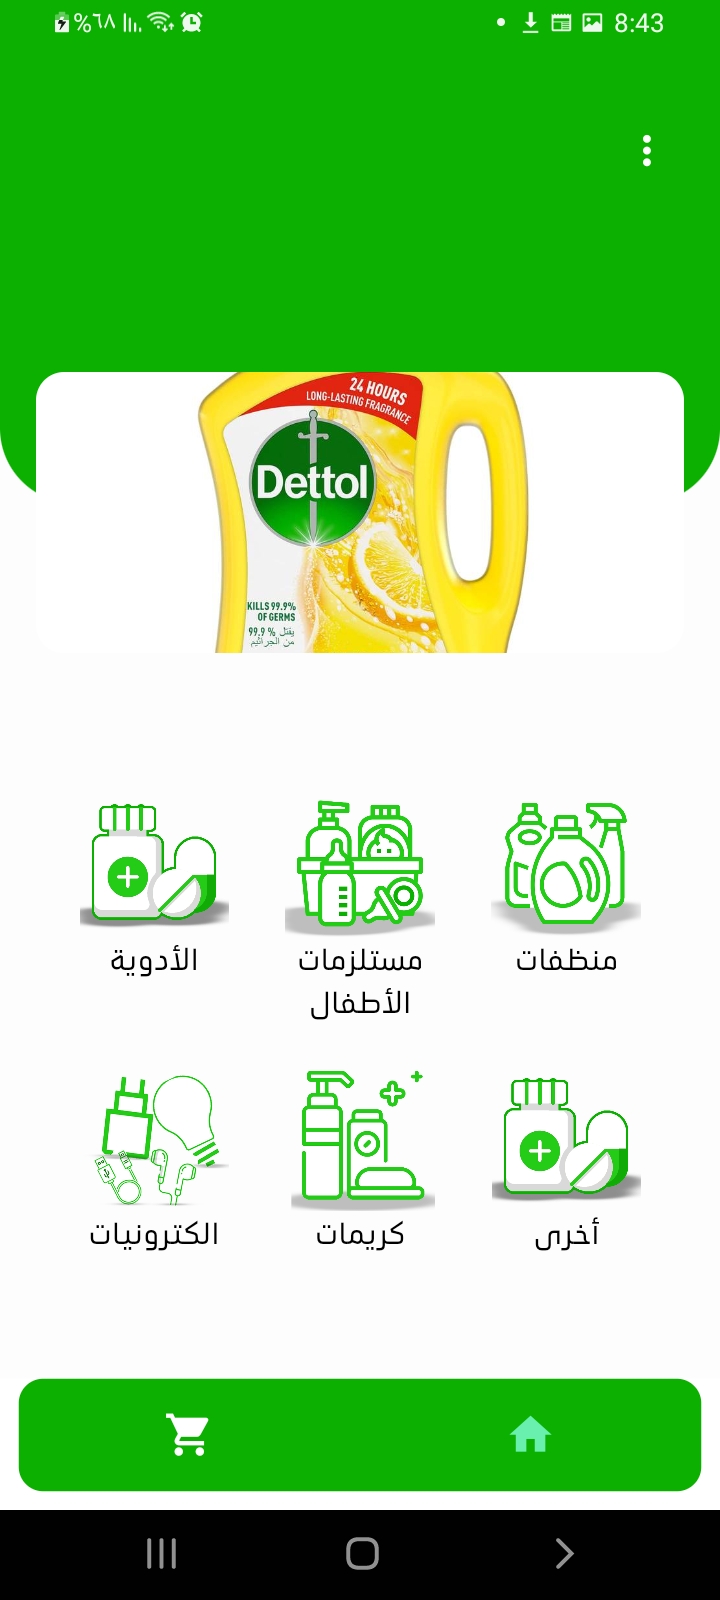 %٦٨ 8:43
24 HOURS
LONG-LASTING FRAGRANCE
Dettol
KILLS 99.9%
OF GERMS
يقتل % 99.9
من الجراثيم
منظفات
مستلزمات
الأطفال
الأدوية
أخرى
كريمات
الكترونيات